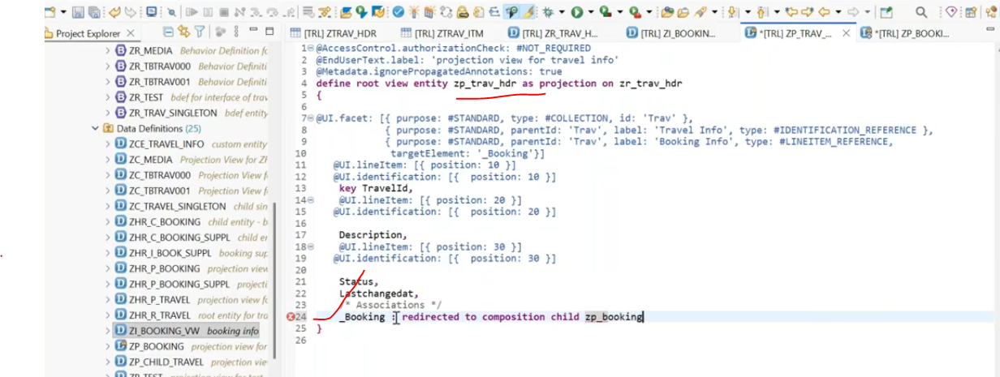 Project Explorer
[TRL] ZTRAV_HDR
[TRL] ZTRAV_ITM
[TRL] ZR_TRAV_H...
[TRL] ZI_BOOKIN...
*[TRL] ZP_TRAV_...
*[TRL] ZP_BOOKI...
ZR_MEDIA Behavior Definition fo
ZR_TBTRAV000 Behavior Definiti
ZR_TBTRAV001 Behavior Definiti
ZR_TEST bdef for interface of trav
ZR_TRAV_SINGLETON bdef entity
Data Definitions (25)
ZCE_TRAVEL_INFO custom entity
ZC_MEDIA Projection View for ZF
ZC_TBTRAV000 Projection View f
ZC_TBTRAV001 Projection View f
ZC_TRAVEL_SINGLETON child sin
ZHR_C_BOOKING child entity - b
ZHR_C_BOOKING_SUPPL child er
ZHR_I_BOOK_SUPPL booking sup
ZHR_P_BOOKING projection view
ZHR_P_BOOKING_SUPPL projecti
ZHR_P_TRAVEL projection view fo
ZHR_R_TRAVEL root entity for tra
ZI_BOOKING_VW booking info
ZP_BOOKING projection view for
ZP_CHILD_TRAVEL projection vie
1 @AccessControl.authorizationCheck: #NOT_REQUIRED
2 @EndUserText.label: 'projection view for travel info'
3 @Metadata.ignorePropagatedAnnotations: true
4 define root view entity zp_trav_hdr as projection on zr_trav_hdr
5 {
6
7 @UI.facet: [{ purpose: #STANDARD, type: #COLLECTION, id: 'Trav' },
8 { purpose: #STANDARD, parentId: 'Trav', label: 'Travel Info', type: #IDENTIFICATION_REFERENCE },
9 { purpose: #STANDARD, parentId: 'Trav', label: 'Booking Info', type: #LINEITEM_REFERENCE,
10 targetElement: '_Booking'}]
11 @UI.lineItem: [{ position: 10 }]
12 @UI.identification: [{ position: 10 }]
13 key TravelId,
14 @UI.lineItem: [{ position: 20 }]
15 @UI.identification: [{ position: 20 }]
16
17 Description,
18 @UI.lineItem: [{ position: 30 }]
19 @UI.identification: [{ position: 30 }]
20
21 Status,
22 Lastchangedat,
23 * Associations */
24 _Booking : redirected to composition child zp_booking
25 }
26